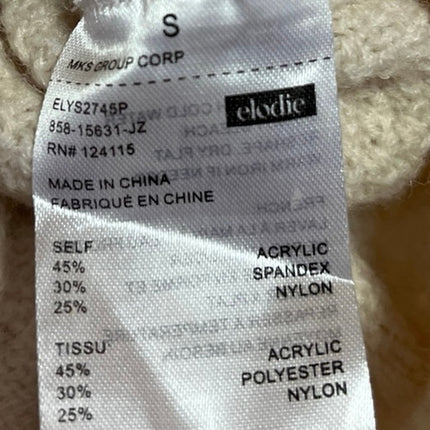 S
MKS GROUP CORP
ELYS2745P
elodie
858-15631-JZ
RN# 124115
MADE IN CHINA
FABRIQUÉ EN CHINE
SELF
45% ACRYLIC
30% SPANDEX
25% NYLON
TISSU
45% ACRYLIC
30% POLYESTER
25% NYLON